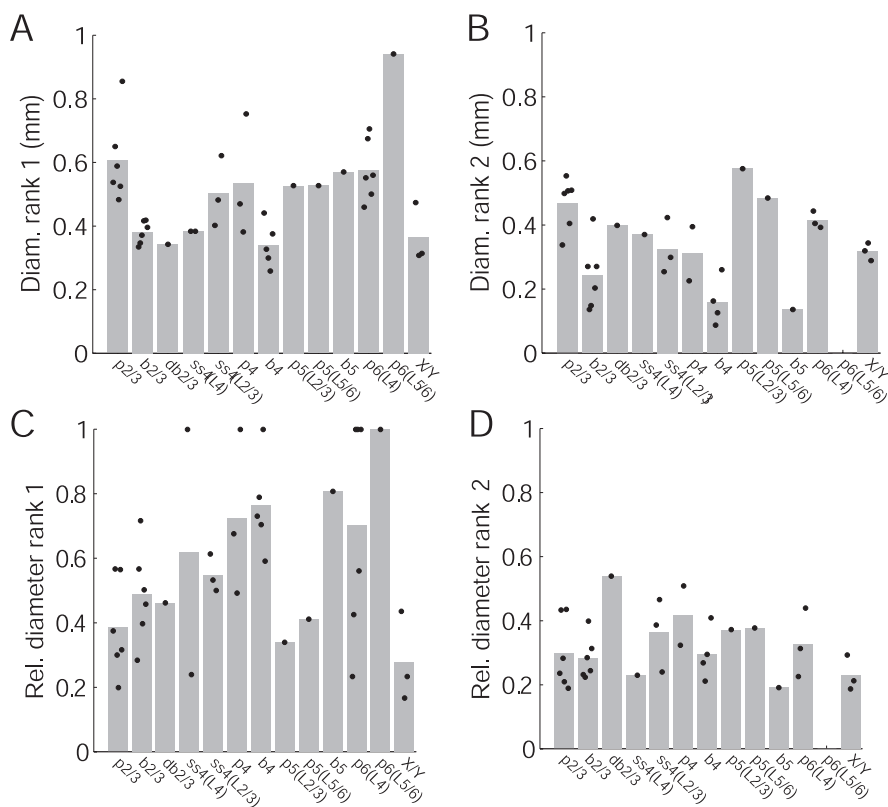 A
Diam. rank 1 (mm)
1
0.8
0.6
0.4
0.2
0
p2/3
b2/3
db2/3
ss4(L4)
ss4(L2/3)
p4
b4
p5(L2/3)
p5(L5/6)
b5
p6(L4)
p6(L5/6)
X/Y
B
Diam. rank 2 (mm)
1
0.8
0.6
0.4
0.2
0
p2/3
b2/3
db2/3
ss4(L4)
ss4(L2/3
b4
p4
p5(L2/3)
p5(L5/6)
b5
p6(L4)
p6(L5/6)
X/Y
C
Rel. diameter rank 1
1
0.8
0.6
0.4
0.2
0
p2/3
b2/3
db2/3
ss4(L4)
ss4(L2/3)
p4
b4
p5(L2/3)
p5(L5/6)
b5
p6(L4)
p6(L5/6)
X/Y
D
Rel. diameter rank 2
1
0.8
0.6
0.4
0.2
0
p2/3
b2/3
db2/3
ss4(L4)
ss4(L2/3)
p4
b4
p5(L2/3)
p5(L5/6)
b5
p6(L4)
p6(L5/6)
X/Y